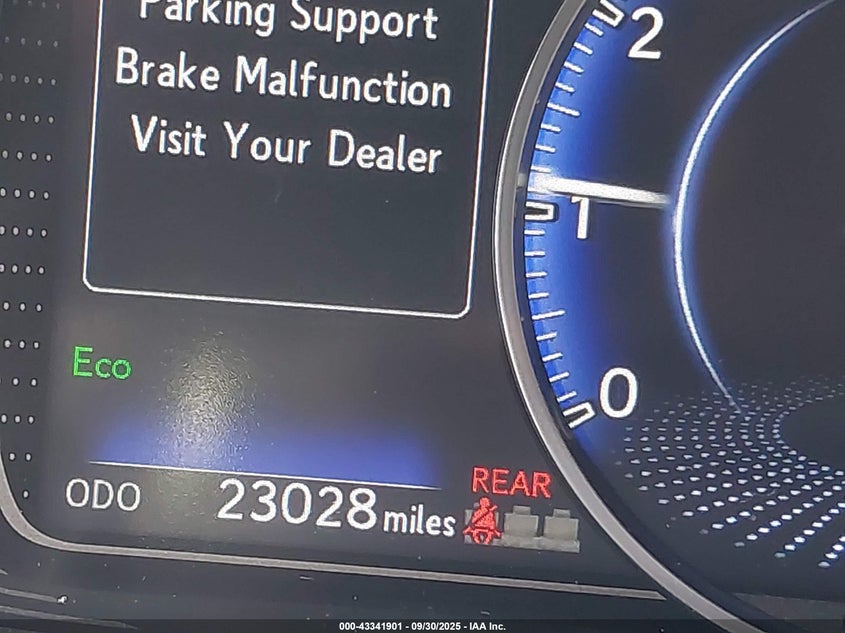 Parking Support
Brake Malfunction
Visit Your Dealer
2
1
0
Eco
REAR
ODO 23028 miles
000-43341901 - 09/30/2025 - IAA Inc.